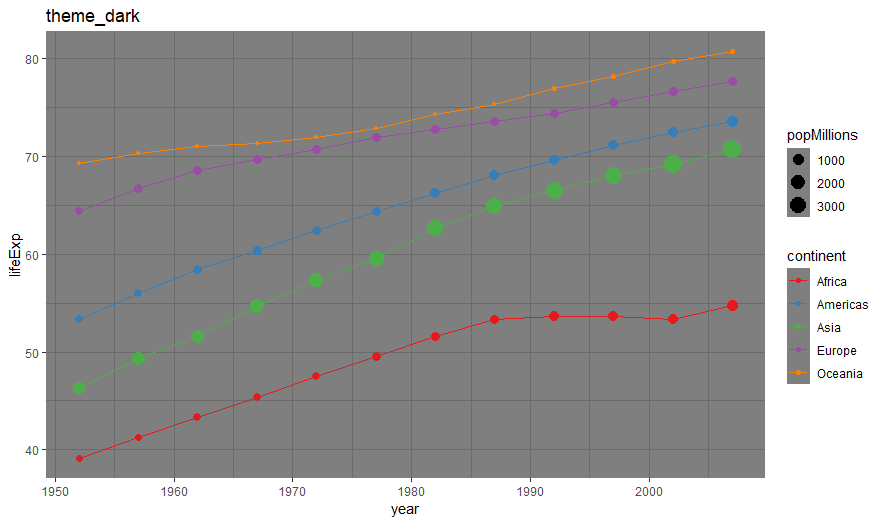 theme_dark
80
70
60
50
40
lifeExp
1950 1960 1970 1980 1990 2000
year
popMillions
1000
2000
3000
continent
Africa
Americas
Asia
Europe
Oceania